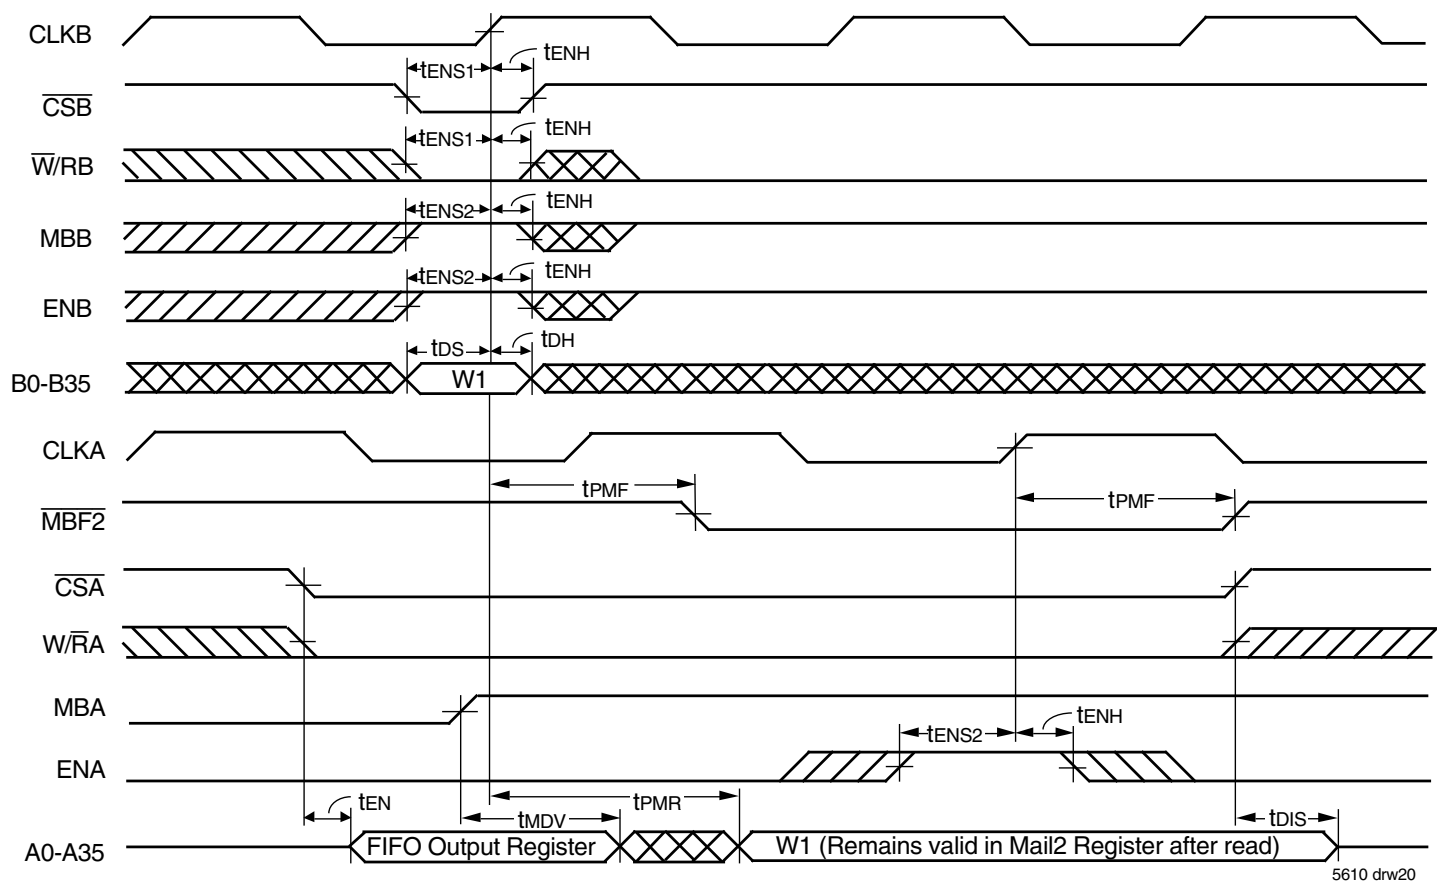 CLKB
tENS1
tENH
CSB
tENS1
tENH
W/RB
tENS2
tENH
MBB
tENS2
tENH
ENB
tDS
tDH
B0-B35
W1
CLKA
tPMF
tPMF
MBF2
CSA
W/RA
MBA
tENS2
tENH
ENA
tEN
tPMR
tMDV
tDIS
A0-A35
FIFO Output Register
W1 (Remains valid in Mail2 Register after read)
5610 drw20